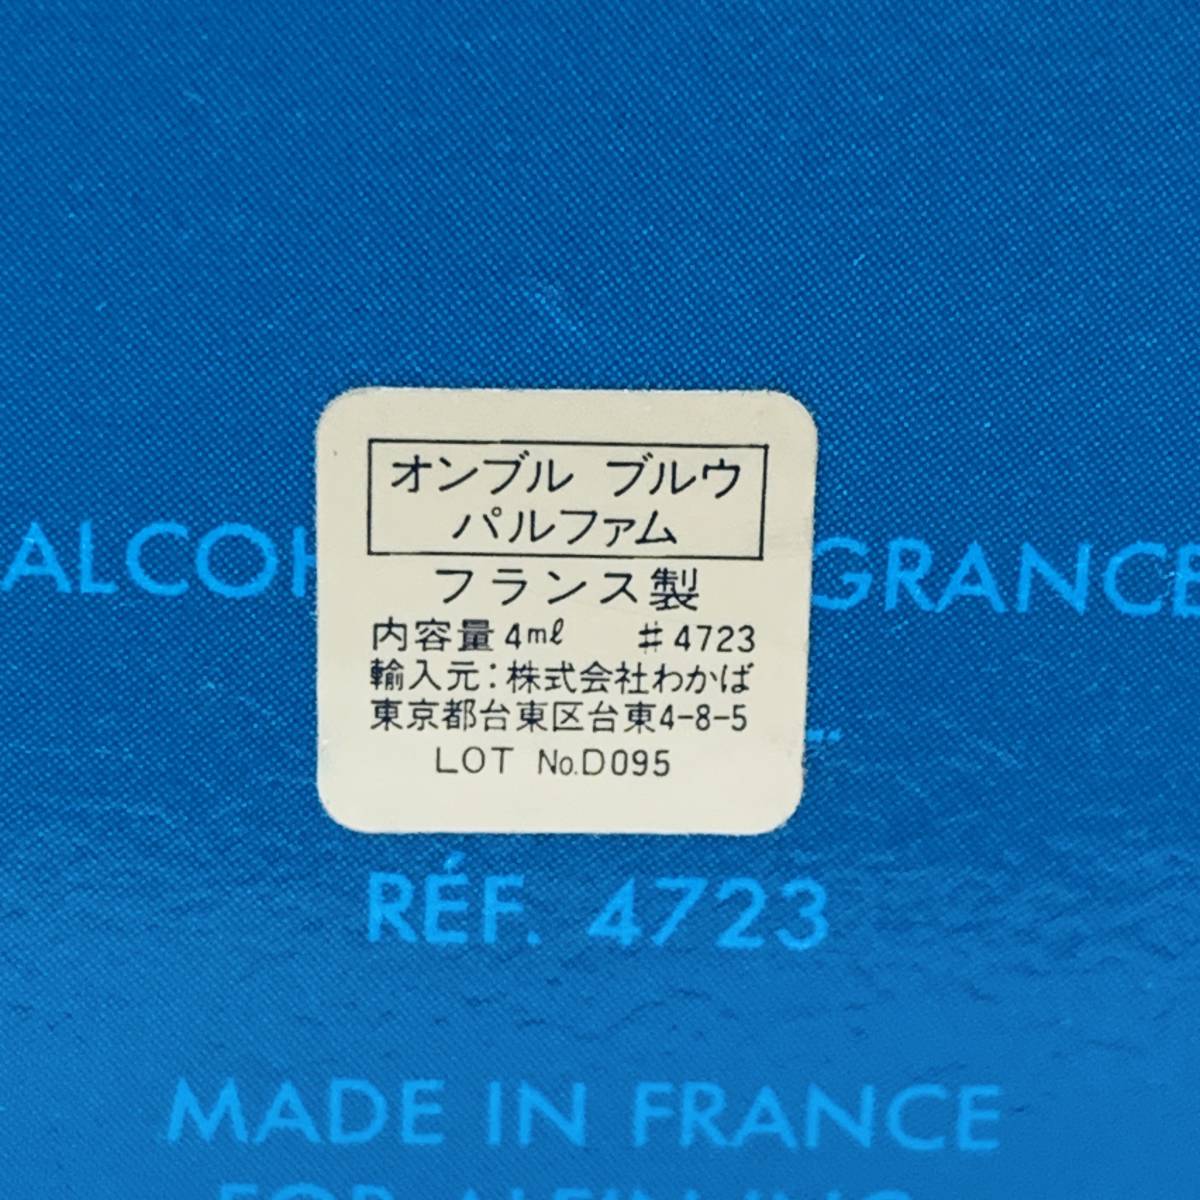 オンブル ブルウ
パルファム
フランス製
内容量4mℓ #4723
輸入元:株式会社わかば
東京都台東区台東4-8-5
LOT No.D095
RÉF. 4723
MADE IN FRANCE